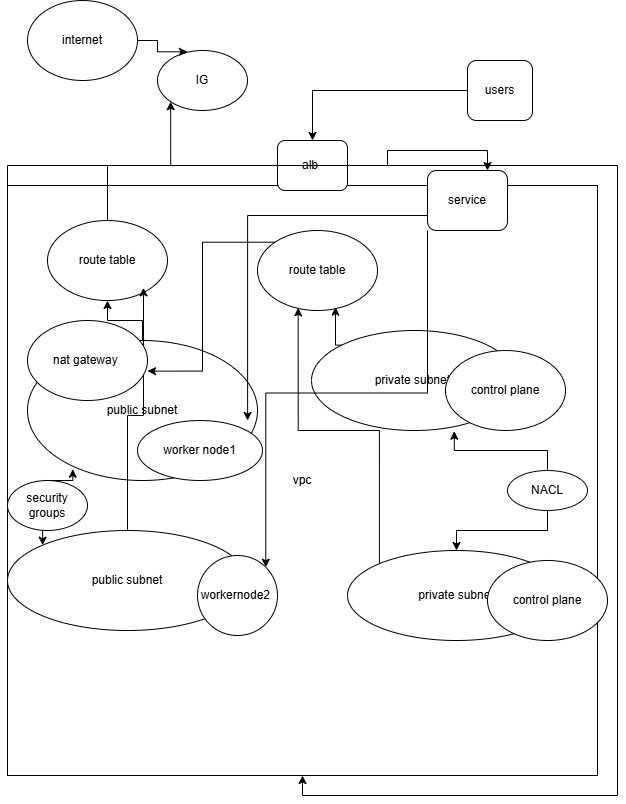 internet
IG
users
alb
service
route table
route table
nat gateway
private subnet
control plane
public subnet
worker node1
vpc
NACL
security
groups
public subnet
workernode2
private subne
control plane